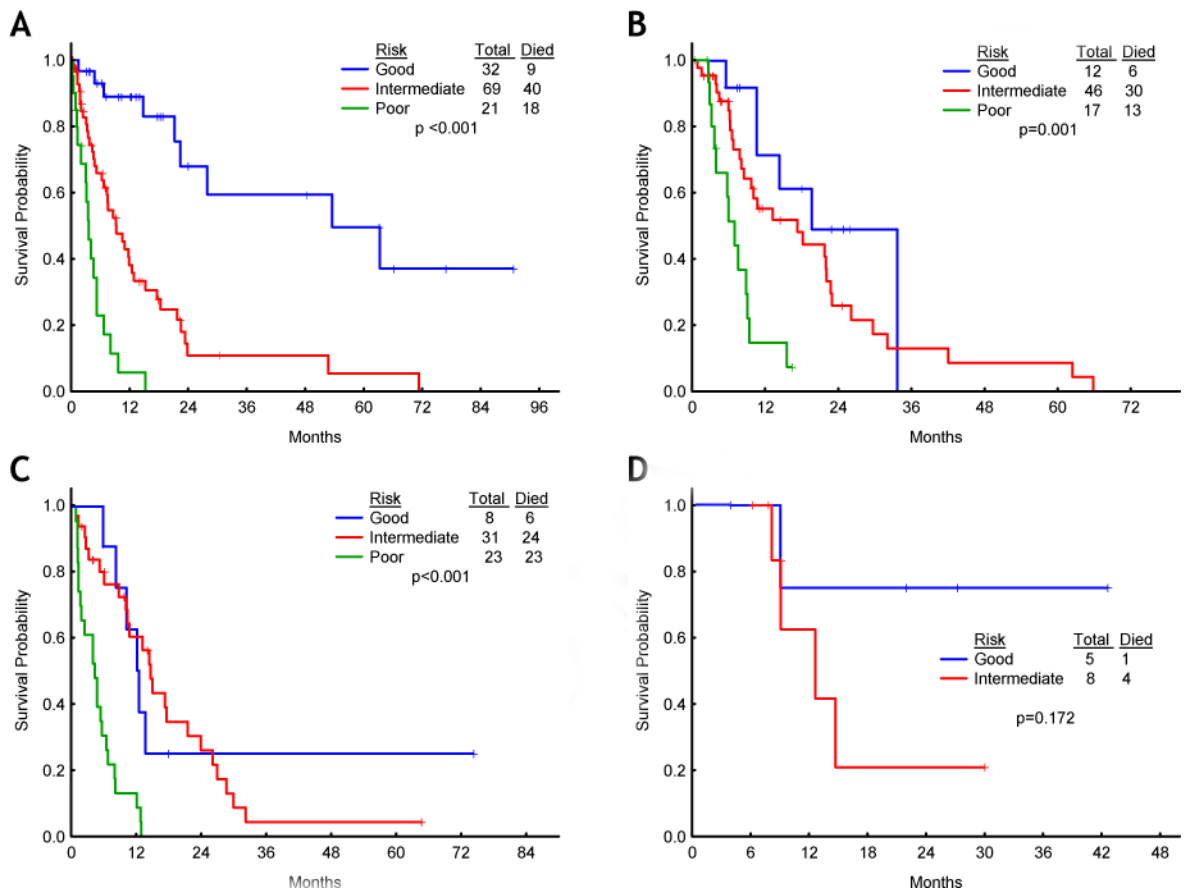 A
Risk Total Died
Good 32 9
Intermediate 69 40
Poor 21 18
p <0.001
Survival Probability
1.0
0.8
0.6
0.4
0.2
0.0
0 12 24 36 48 60 72 84 96
Months
B
Risk Total Died
Good 12 6
Intermediate 46 30
Poor 17 13
p=0.001
Survival Probability
1.0
0.8
0.6
0.4
0.2
0.0
0 12 24 36 48 60 72
Months
C
Risk Total Died
Good 8 6
Intermediate 31 24
Poor 23 23
p<0.001
Survival Probability
1.0
0.8
0.6
0.4
0.2
0.0
0 12 24 36 48 60 72 84
Months
D
Risk Total Died
Good 5 1
Intermediate 8 4
p=0.172
Survival Probability
1.0
0.8
0.6
0.4
0.2
0.0
0 6 12 18 24 30 36 42 48
Months